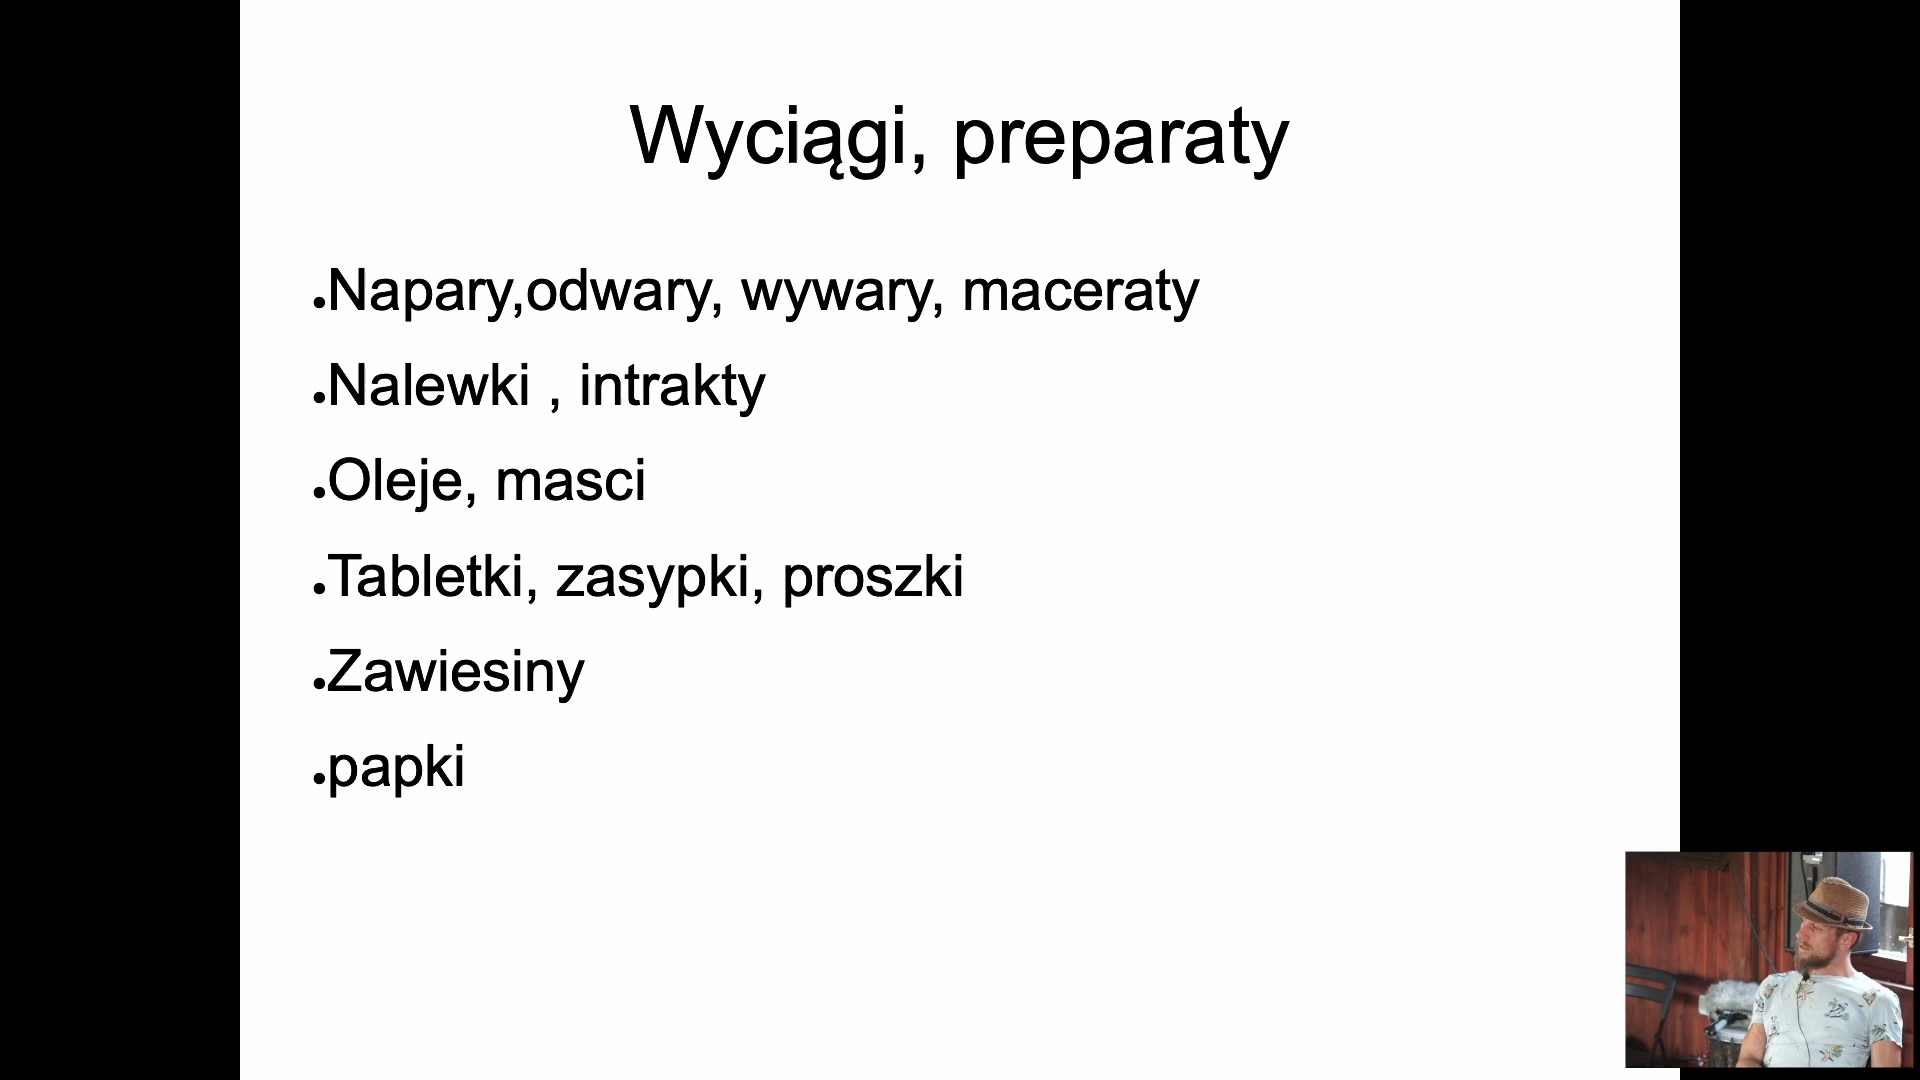 Wyciągi, preparaty
•Napary,odwary, wywary, maceraty
•Nalewki , intrakty
•Oleje, masci
•Tabletki, zasypki, proszki
•Zawiesiny
•papki